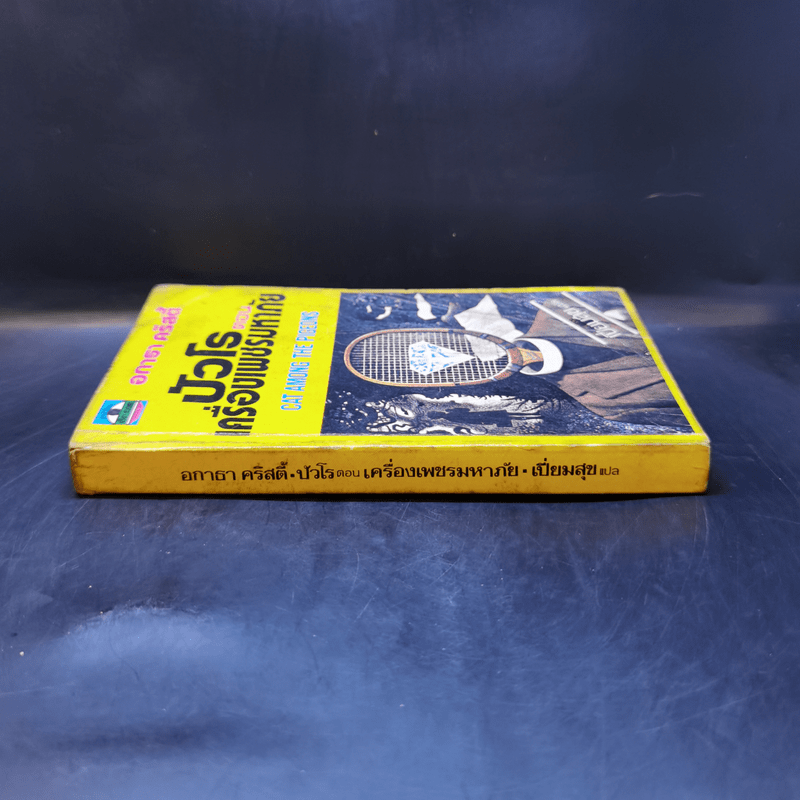 อกาธา คริสตี้
ปัวโร ตอน
เครื่องเพชรมหาภัย
CAT AMONG THE PIGEONS
อกาธา คริสตี้ • ปัวโร ตอน เครื่องเพชรมหาภัย • เปี่ยมสุข แปล